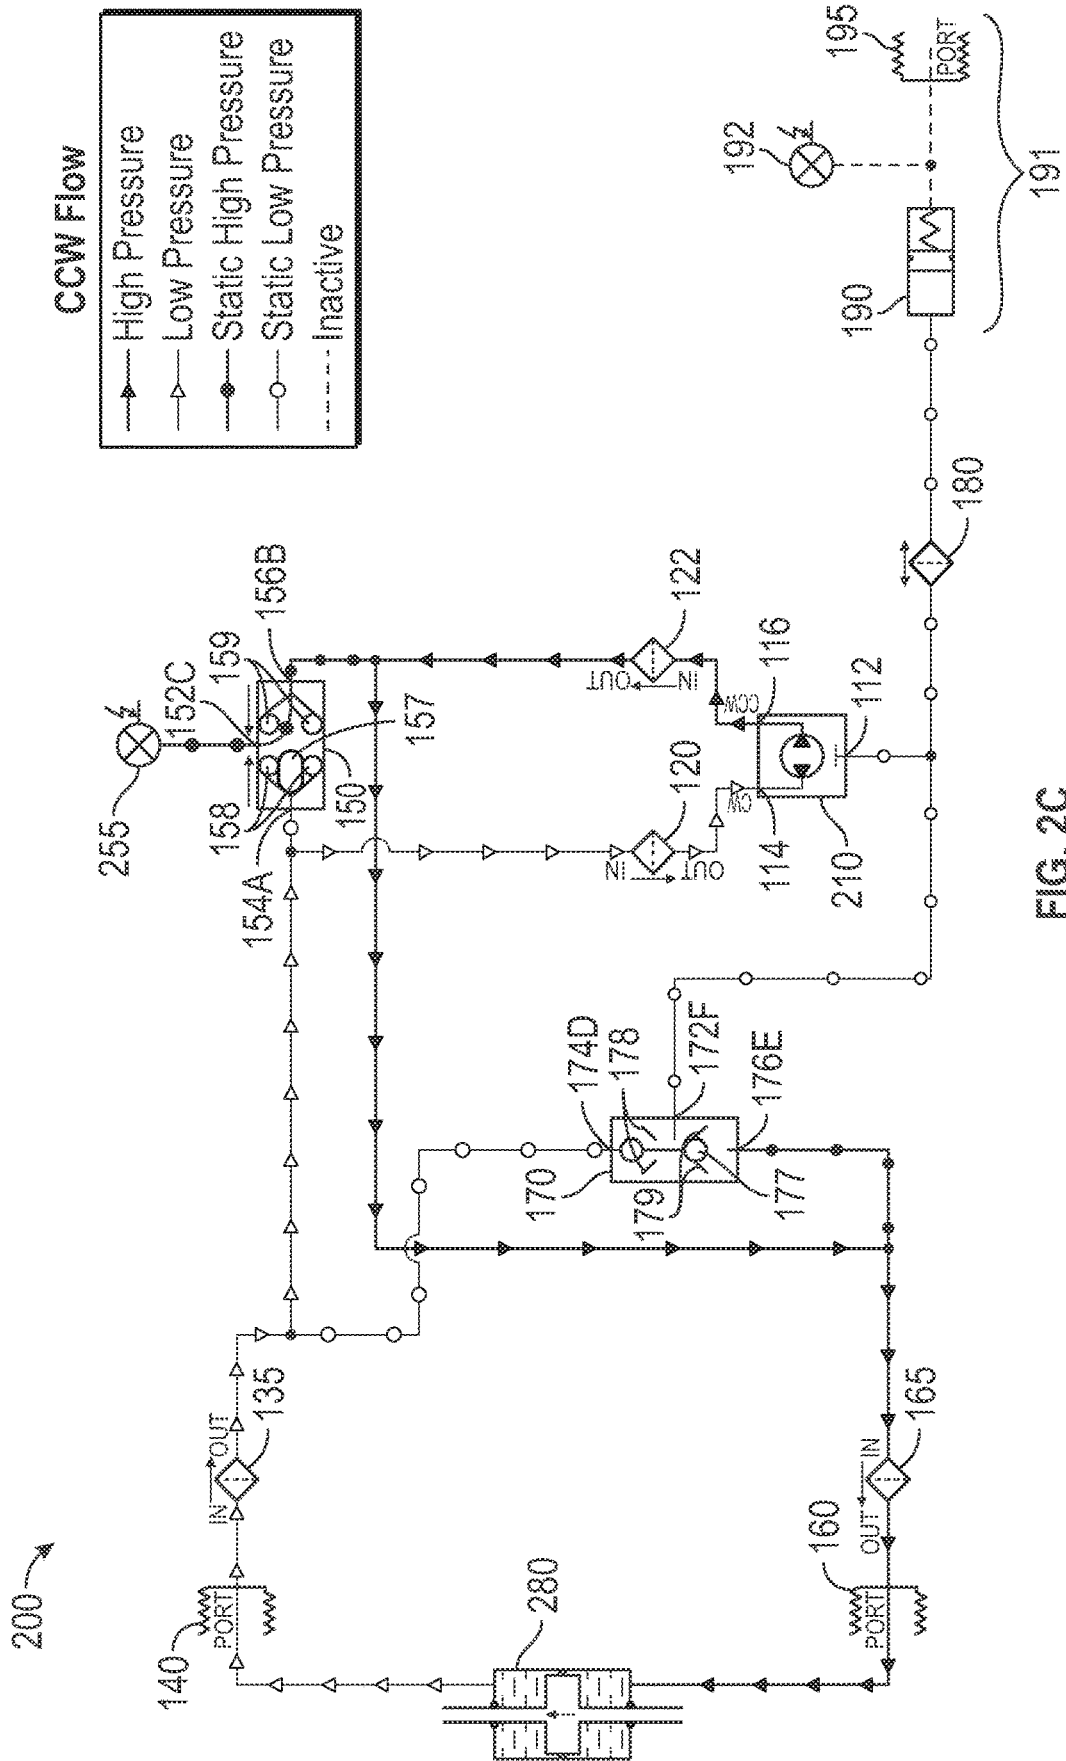 CCW Flow
High Pressure
Low Pressure
Static High Pressure
Static Low Pressure
Inactive
200
140
PORT
IN
OUT
135
280
160
PORT
OUT
IN
165
255
152C
159
156B
157
158
150
154A
IN
OUT
120
OUT
IN
122
CW
CCW
114
116
112
210
174D
178
172F
170
179
177
176E
180
190
192
195
PORT
191
FIG. 2C